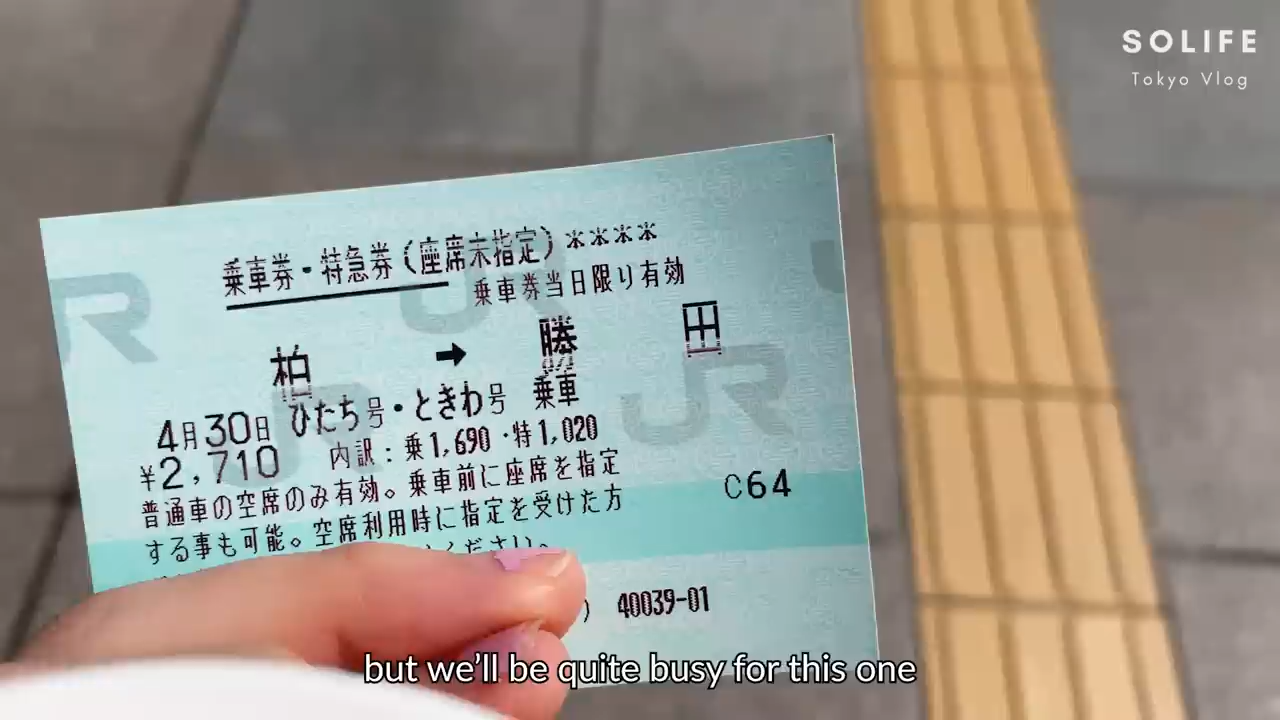 SOLIFE
Tokyo Vlog
乗車券・特急券(座席未指定)****
乗車券当日限り有効
柏 ➡ 勝田
4月30日 ひたち号・ときわ号 乗車
¥2,710 内訳:乗1,690・特1,020
普通車の空席のみ有効。乗車前に座席を指定
C64
する事も可能。空席利用時に指定を受けた方
ください。
40039-01
but we'll be quite busy for this one